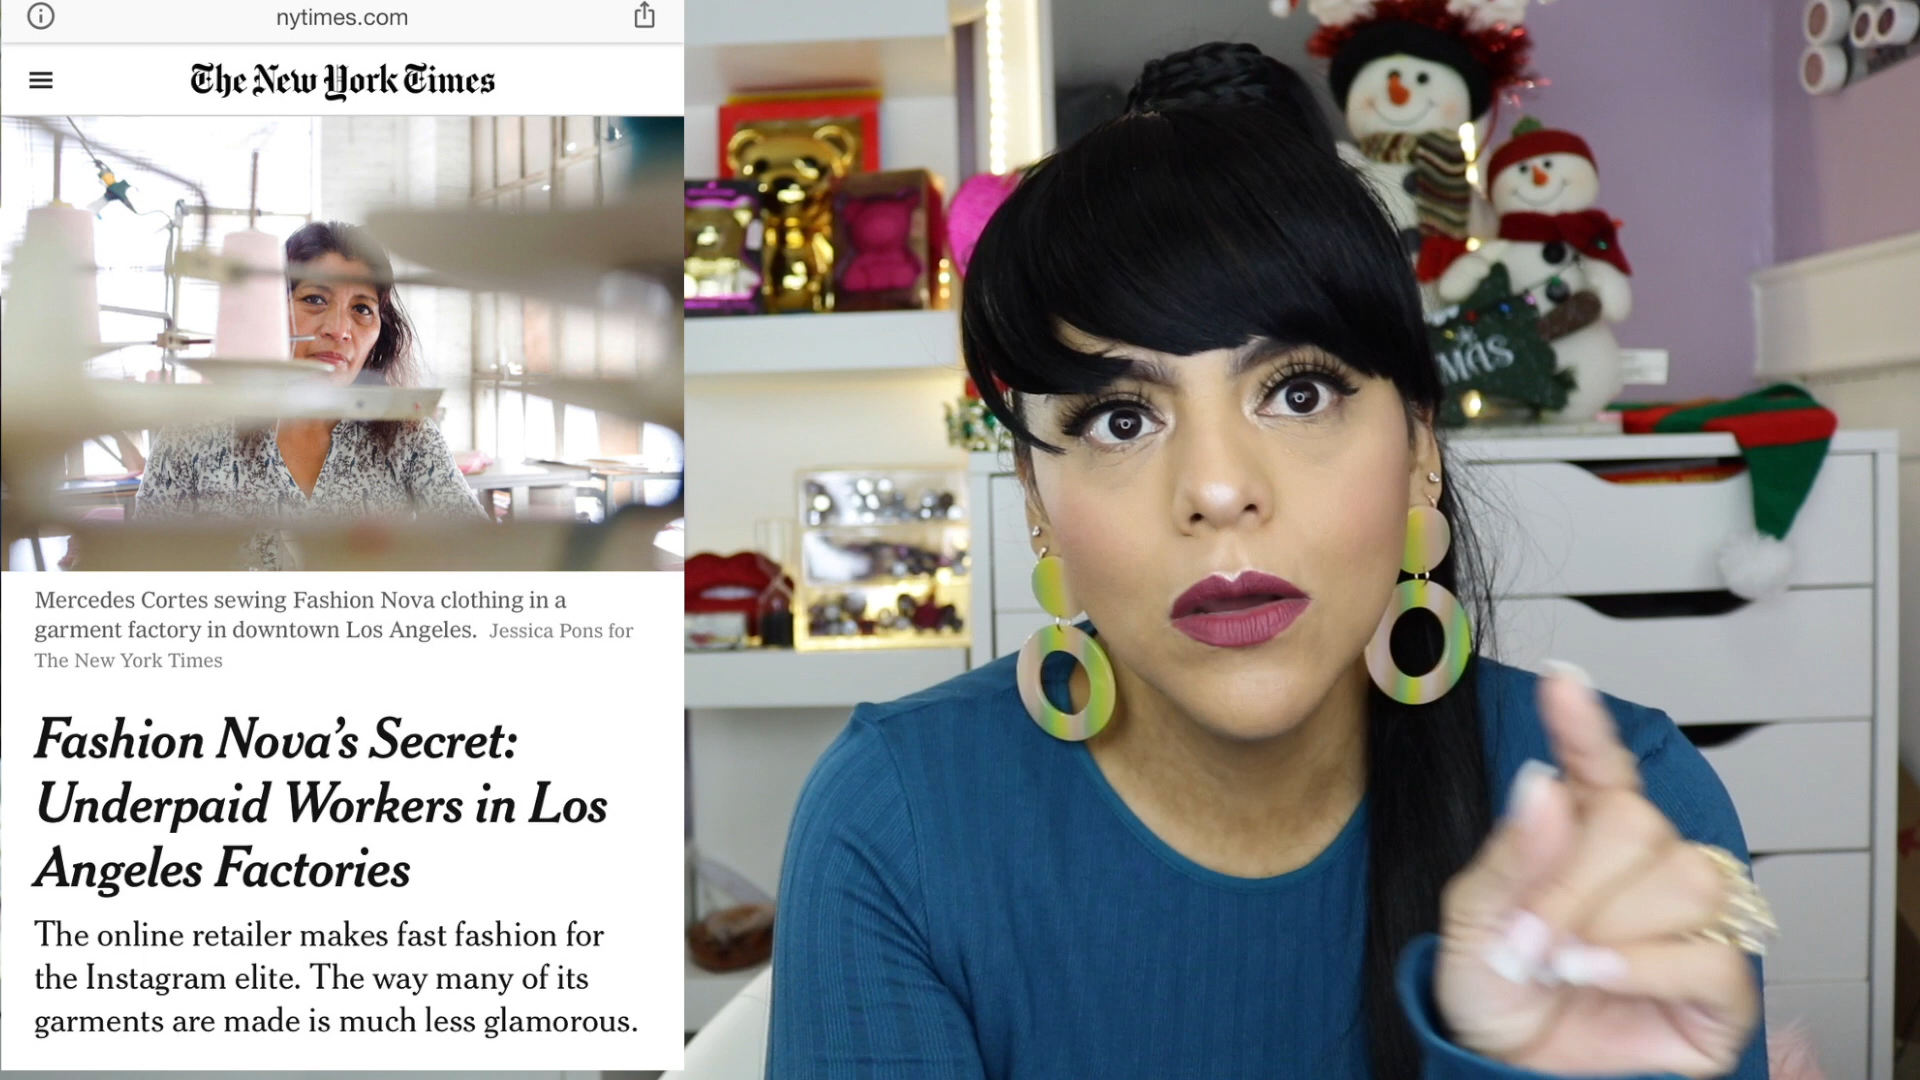 nytimes.com
The New York Times
Mercedes Cortes sewing Fashion Nova clothing in a
garment factory in downtown Los Angeles. Jessica Pons for
The New York Times
Fashion Nova's Secret:
Underpaid Workers in Los
Angeles Factories
The online retailer makes fast fashion for
the Instagram elite. The way many of its
garments are made is much less glamorous.